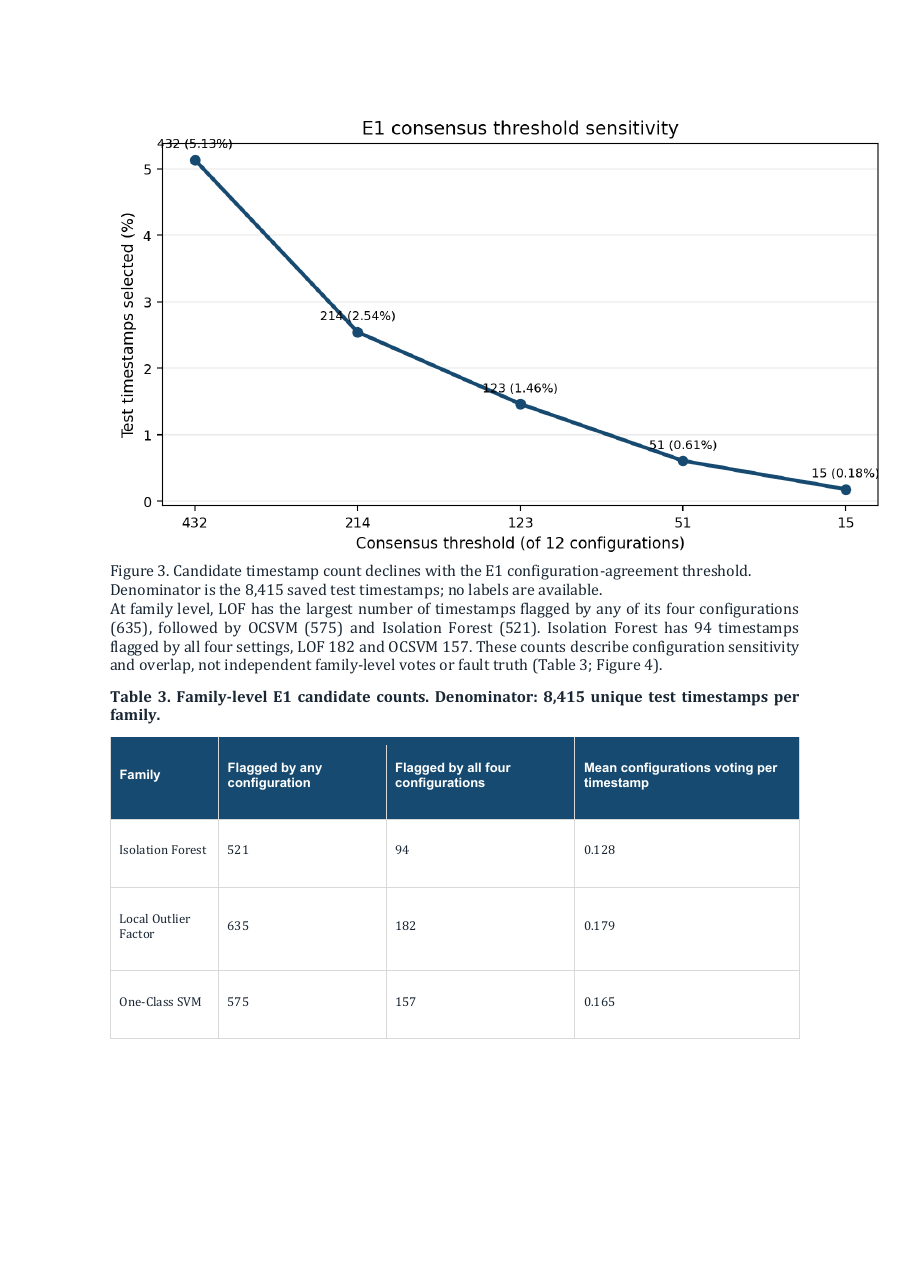 E1 consensus threshold sensitivity
432 (5.13%)
5
214 (2.54%)
4
3
123 (1.46%)
2
51 (0.61%)
1
15 (0.18%)
0
Test timestamps selected (%)
432 214 123 51 15
Consensus threshold (of 12 configurations)
Figure 3. Candidate timestamp count declines with the E1 configuration-agreement threshold.
Denominator is the 8,415 saved test timestamps; no labels are available.
At family level, LOF has the largest number of timestamps flagged by any of its four configurations
(635), followed by OCSVM (575) and Isolation Forest (521). Isolation Forest has 94 timestamps
flagged by all four settings, LOF 182 and OCSVM 157. These counts describe configuration sensitivity
and overlap, not independent family-level votes or fault truth (Table 3; Figure 4).
Table 3. Family-level E1 candidate counts. Denominator: 8,415 unique test timestamps per
family.
Family
Flagged by any
configuration
Flagged by all four
configurations
Mean configurations voting per
timestamp
Isolation Forest
521
94
0.128
Local Outlier
Factor
635
182
0.179
One-Class SVM
575
157
0.165